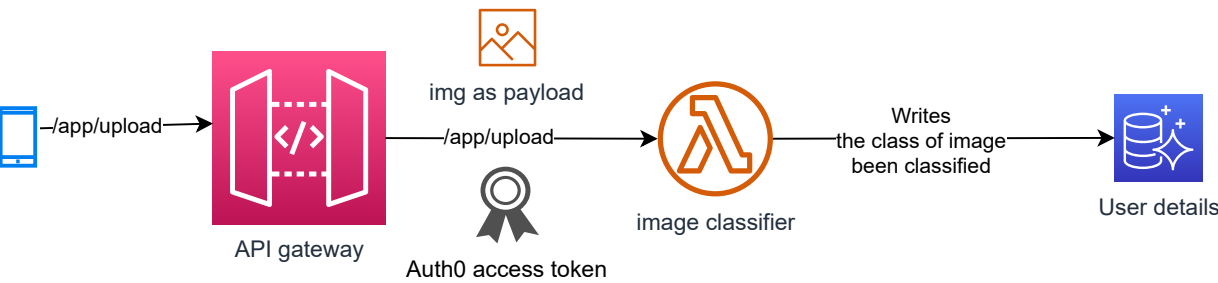 img as payload
/app/upload
/app/upload
Writes
the class of image
been classified
User details
image classifier
API gateway
Auth0 access token